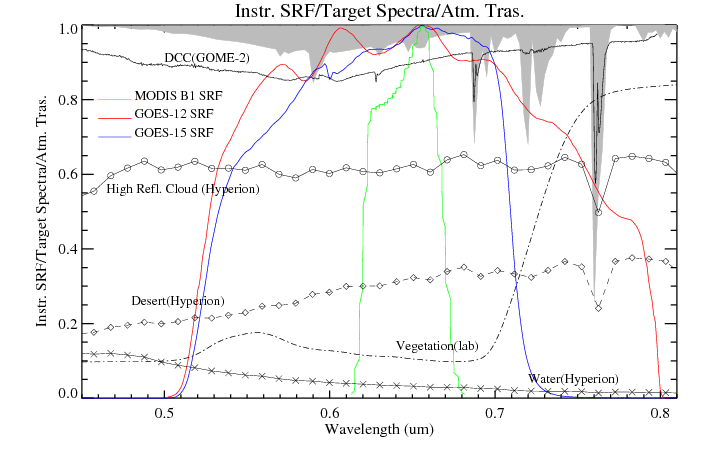 Instr. SRF/Target Spectra/Atm. Tras.
Instr. SRF/Target Spectra/Atm. Tras.
1.0
0.8
0.6
0.4
0.2
0.0
DCC(GOME-2)
MODIS B1 SRF
GOES-12 SRF
GOES-15 SRF
High Refl. Cloud (Hyperion)
Desert(Hyperion)
Vegetation(lab)
Water(Hyperion)
0.5
0.6
0.7
0.8
Wavelength (um)